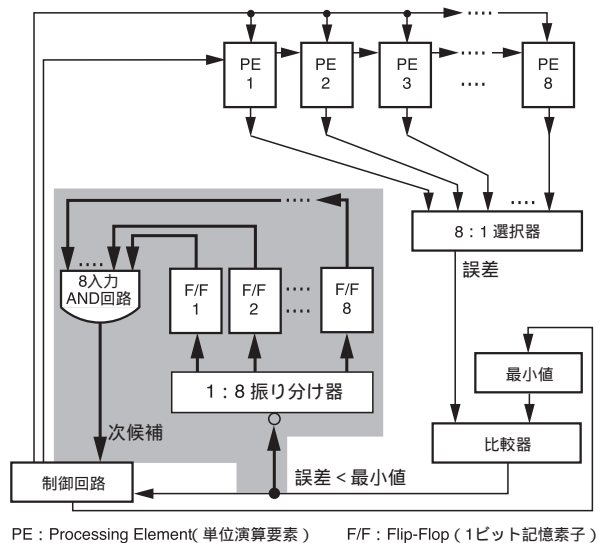 PE
1
PE
2
PE
3
PE
8
8：1 選択器
誤差
8入力
AND回路
F/F
1
F/F
2
F/F
8
1：8 振り分け器
最小値
比較器
次候補
制御回路
誤差＜最小値
PE：Processing Element(単位演算要素)　F/F：Flip-Flop（1ビット記憶素子）